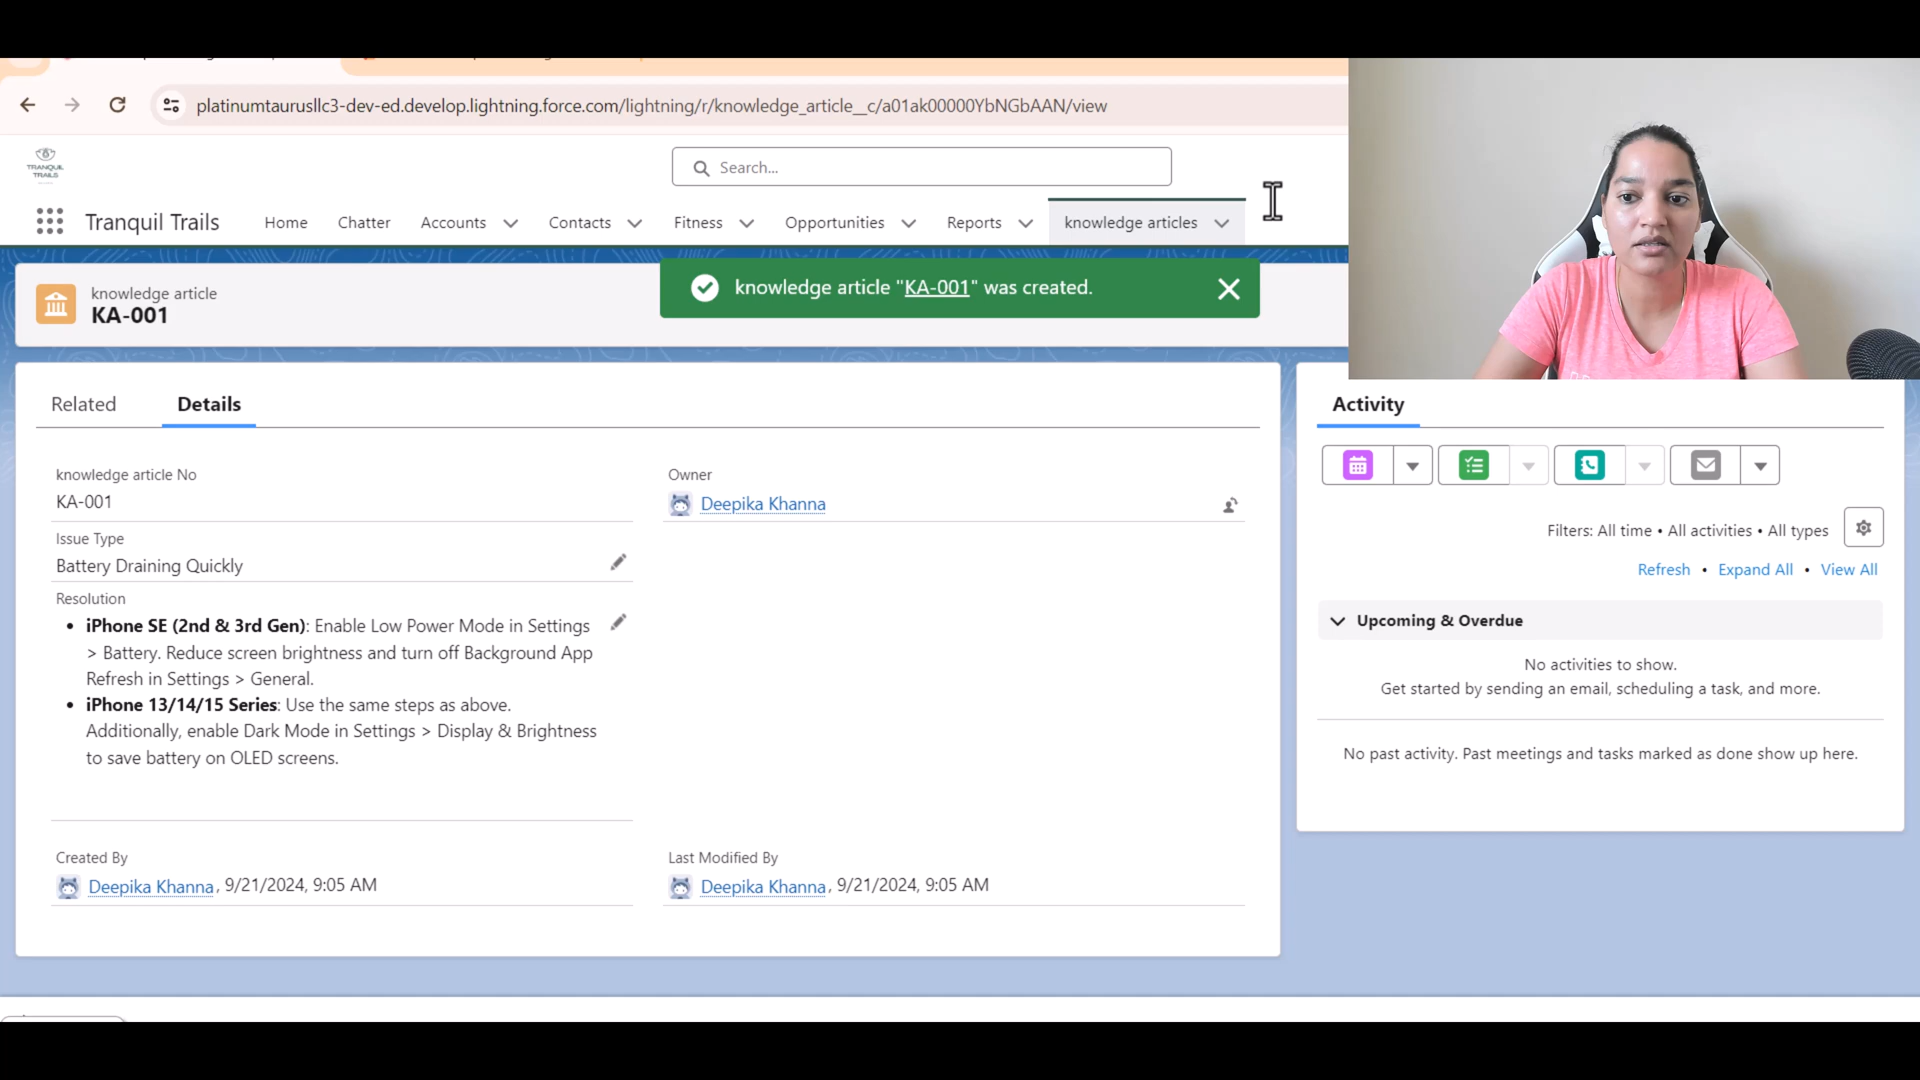 platinumtaurusllc3-dev-ed.develop.lightning.force.com/lightning/r/knowledge_article__c/a01ak00000YbNGbAAN/view
TRANQUIL
TRAILS
Search...
Tranquil Trails
Home
Chatter
Accounts
Contacts
Fitness
Opportunities
Reports
knowledge articles
knowledge article "KA-001" was created.
knowledge article
KA-001
Related
Details
knowledge article No
KA-001
Owner
Deepika Khanna
Issue Type
Battery Draining Quickly
Resolution
• iPhone SE (2nd & 3rd Gen): Enable Low Power Mode in Settings
> Battery. Reduce screen brightness and turn off Background App
Refresh in Settings > General.
• iPhone 13/14/15 Series: Use the same steps as above.
Additionally, enable Dark Mode in Settings > Display & Brightness
to save battery on OLED screens.
Created By
Deepika Khanna, 9/21/2024, 9:05 AM
Last Modified By
Deepika Khanna, 9/21/2024, 9:05 AM
Activity
Filters: All time • All activities • All types
Refresh • Expand All • View All
Upcoming & Overdue
No activities to show.
Get started by sending an email, scheduling a task, and more.
No past activity. Past meetings and tasks marked as done show up here.